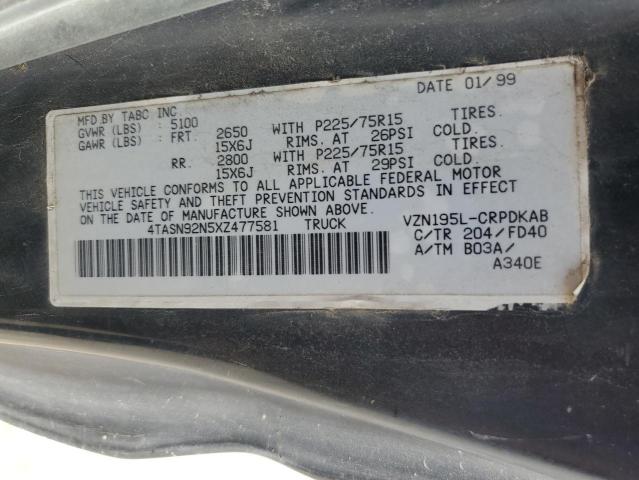 DATE 01/99
MFD.BY TABC INC
GVWR (LBS) : 5100
GAWR (LBS) : FRT. 2650 WITH P225/75R15 TIRES.
15X6J RIMS. AT 26PSI COLD.
RR. 2800 WITH P225/75R15 TIRES.
15X6J RIMS. AT 29PSI COLD.
THIS VEHICLE CONFORMS TO ALL APPLICABLE FEDERAL MOTOR
VEHICLE SAFETY AND THEFT PREVENTION STANDARDS IN EFFECT
ON THE DATE OF MANUFACTURE SHOWN ABOVE.
4TASN92N5XZ477581 TRUCK
VZN195L-CRPDKAB
C/TR 204/FD40
A/TM B03A/
A340E